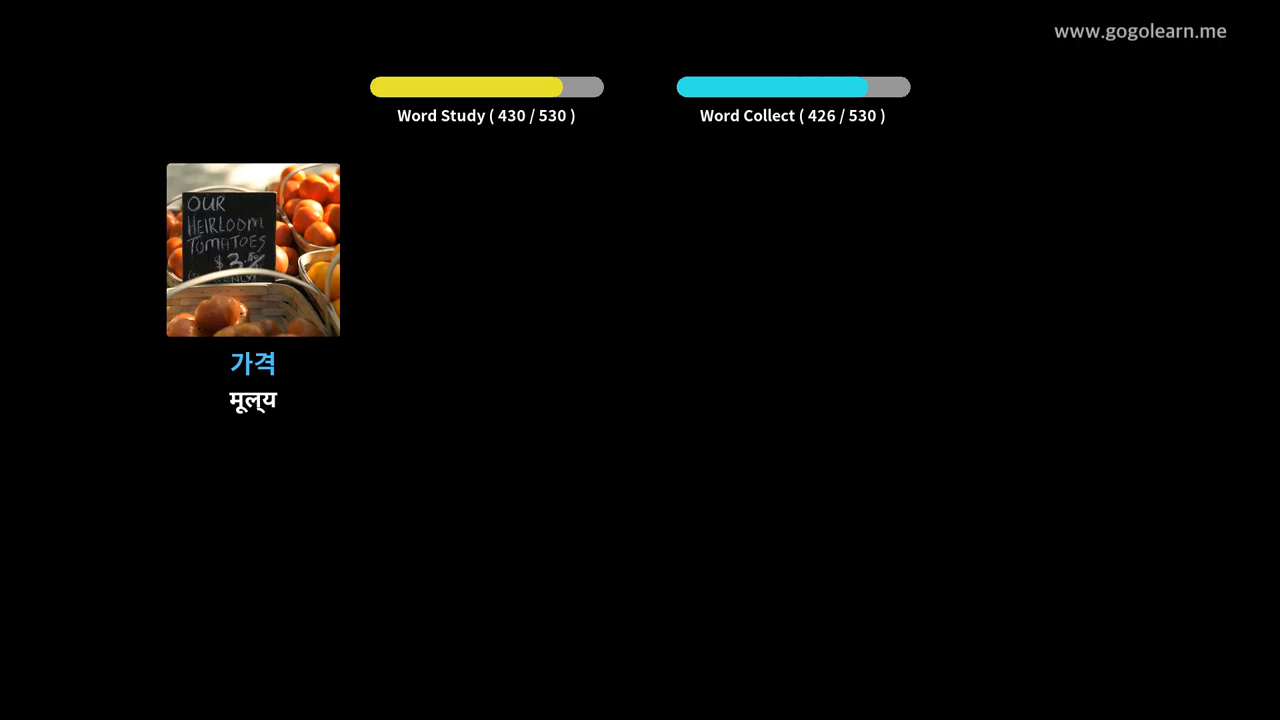 www.gogolearn.me
Word Study ( 430 / 530 )
Word Collect ( 426 / 530 )
OUR
HEIRLOOM
TOMATOES
가격
मूल्य